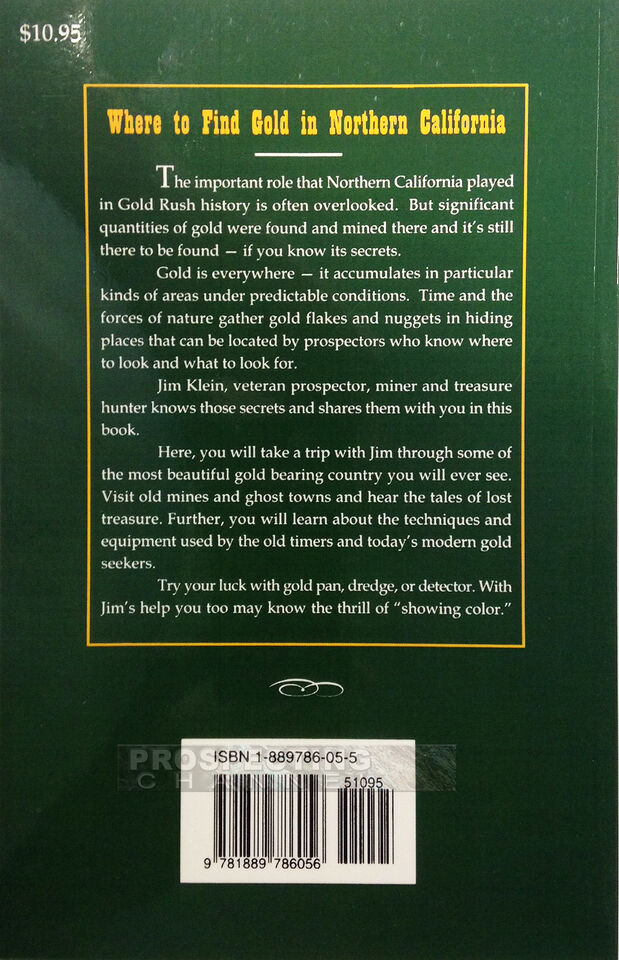 $10.95
Where to Find Gold in Northern California
The important role that Northern California played
in Gold Rush history is often overlooked. But significant
quantities of gold were found and mined there and it's still
there to be found — if you know its secrets.
Gold is everywhere — it accumulates in particular
kinds of areas under predictable conditions. Time and the
forces of nature gather gold flakes and nuggets in hiding
places that can be located by prospectors who know where
to look and what to look for.
Jim Klein, veteran prospector, miner and treasure
hunter knows those secrets and shares them with you in this
book.
Here, you will take a trip with Jim through some of
the most beautiful gold bearing country you will ever see.
Visit old mines and ghost towns and hear the tales of lost
treasure. Further, you will learn about the techniques and
equipment used by the old timers and today's modern gold
seekers.
Try your luck with gold pan, dredge, or detector. With
Jim's help you too may know the thrill of "showing color."
ISBN 1-889786-05-5
PROSPECTING
CHANNEL
51095
9 781889 786056